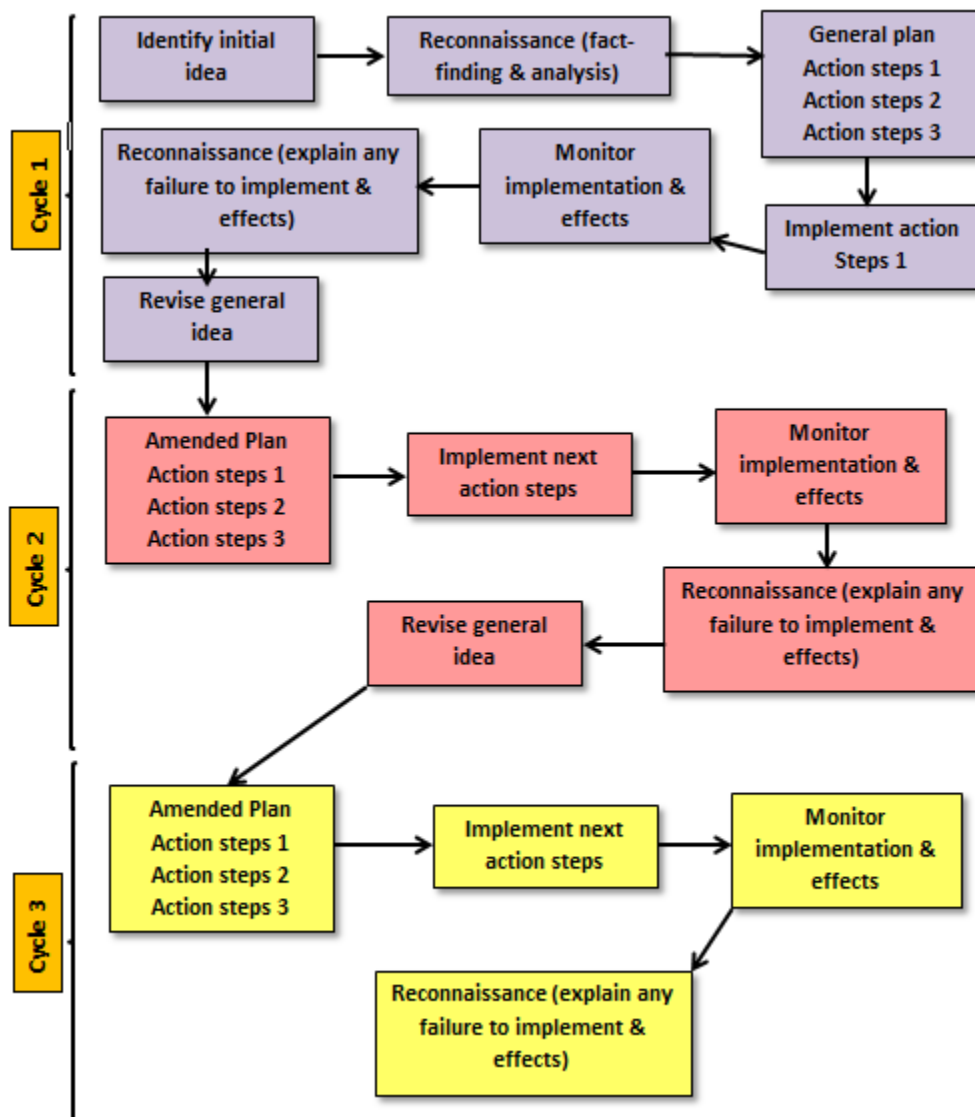 Cycle 1
Identify initial
idea
Reconnaissance (fact-
finding & analysis)
General plan
Action steps 1
Action steps 2
Action steps 3
Implement action
Steps 1
Monitor
implementation &
effects
Reconnaissance (explain any
failure to implement &
effects)
Revise general
idea
Cycle 2
Amended Plan
Action steps 1
Action steps 2
Action steps 3
Implement next
action steps
Monitor
implementation &
effects
Reconnaissance (explain any
failure to implement &
effects)
Revise general
idea
Cycle 3
Amended Plan
Action steps 1
Action steps 2
Action steps 3
Implement next
action steps
Monitor
implementation &
effects
Reconnaissance (explain any
failure to implement &
effects)